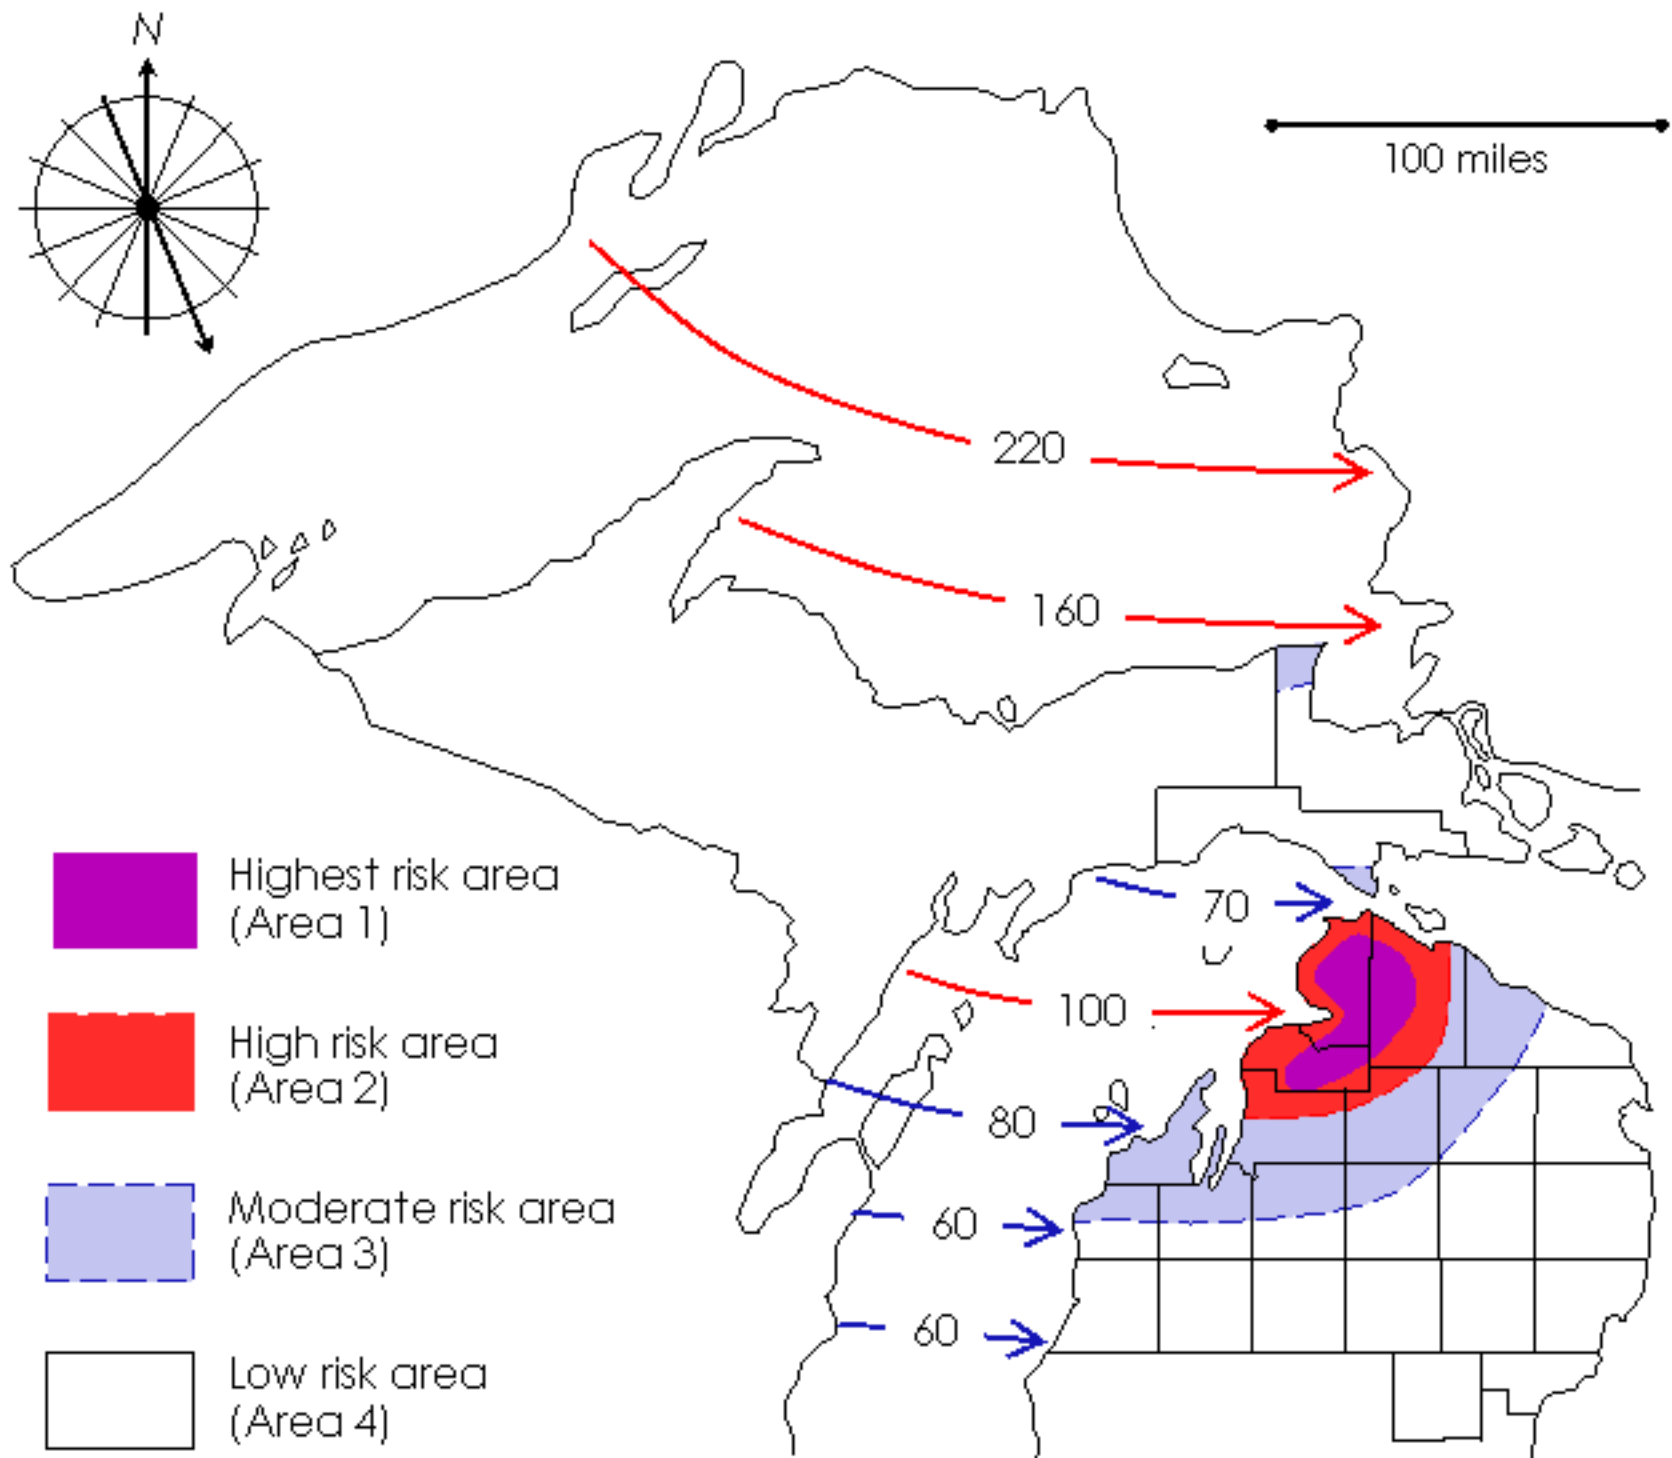 N
100 miles
220
160
70
100
80
60
60
Highest risk area
(Area 1)
High risk area
(Area 2)
Moderate risk area
(Area 3)
Low risk area
(Area 4)